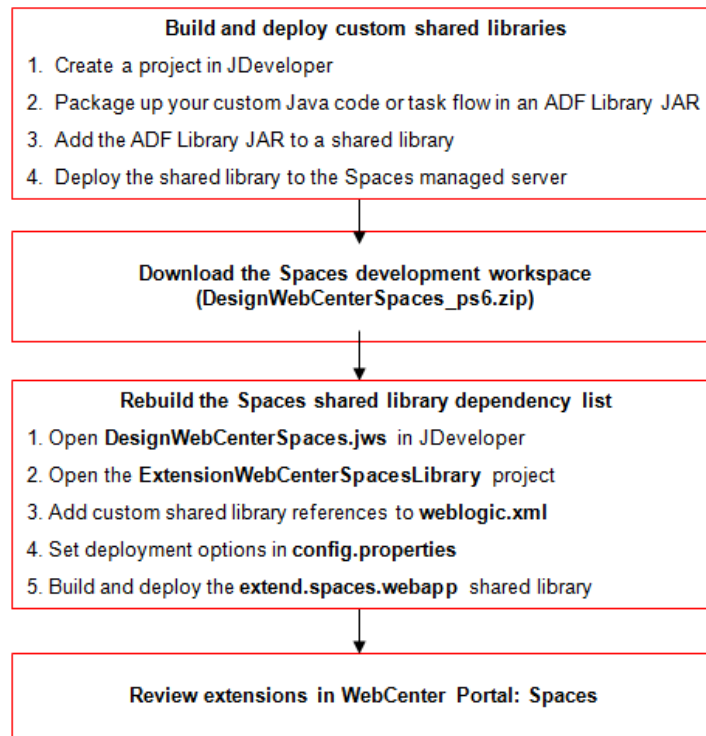 Build and deploy custom shared libraries
1. Create a project in JDeveloper
2. Package up your custom Java code or task flow in an ADF Library JAR
3. Add the ADF Library JAR to a shared library
4. Deploy the shared library to the Spaces managed server
Download the Spaces development workspace
(DesignWebCenterSpaces_ps6.zip)
Rebuild the Spaces shared library dependency list
1. Open DesignWebCenterSpaces.jws in JDeveloper
2. Open the ExtensionWebCenterSpacesLibrary project
3. Add custom shared library references to weblogic.xml
4. Set deployment options in config.properties
5. Build and deploy the extend.spaces.webapp shared library
Review extensions in WebCenter Portal: Spaces